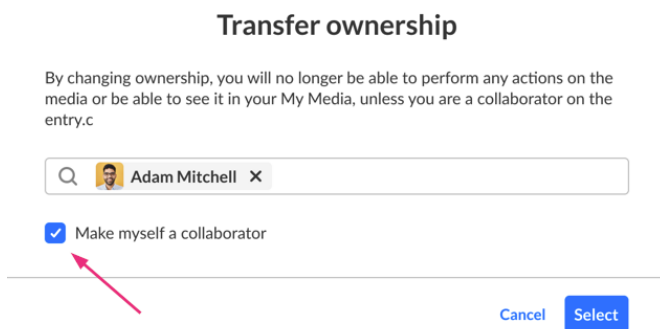 Transfer ownership
By changing ownership, you will no longer be able to perform any actions on the
media or be able to see it in your My Media, unless you are a collaborator on the
entry.c
Adam Mitchell
Make myself a collaborator
Cancel
Select